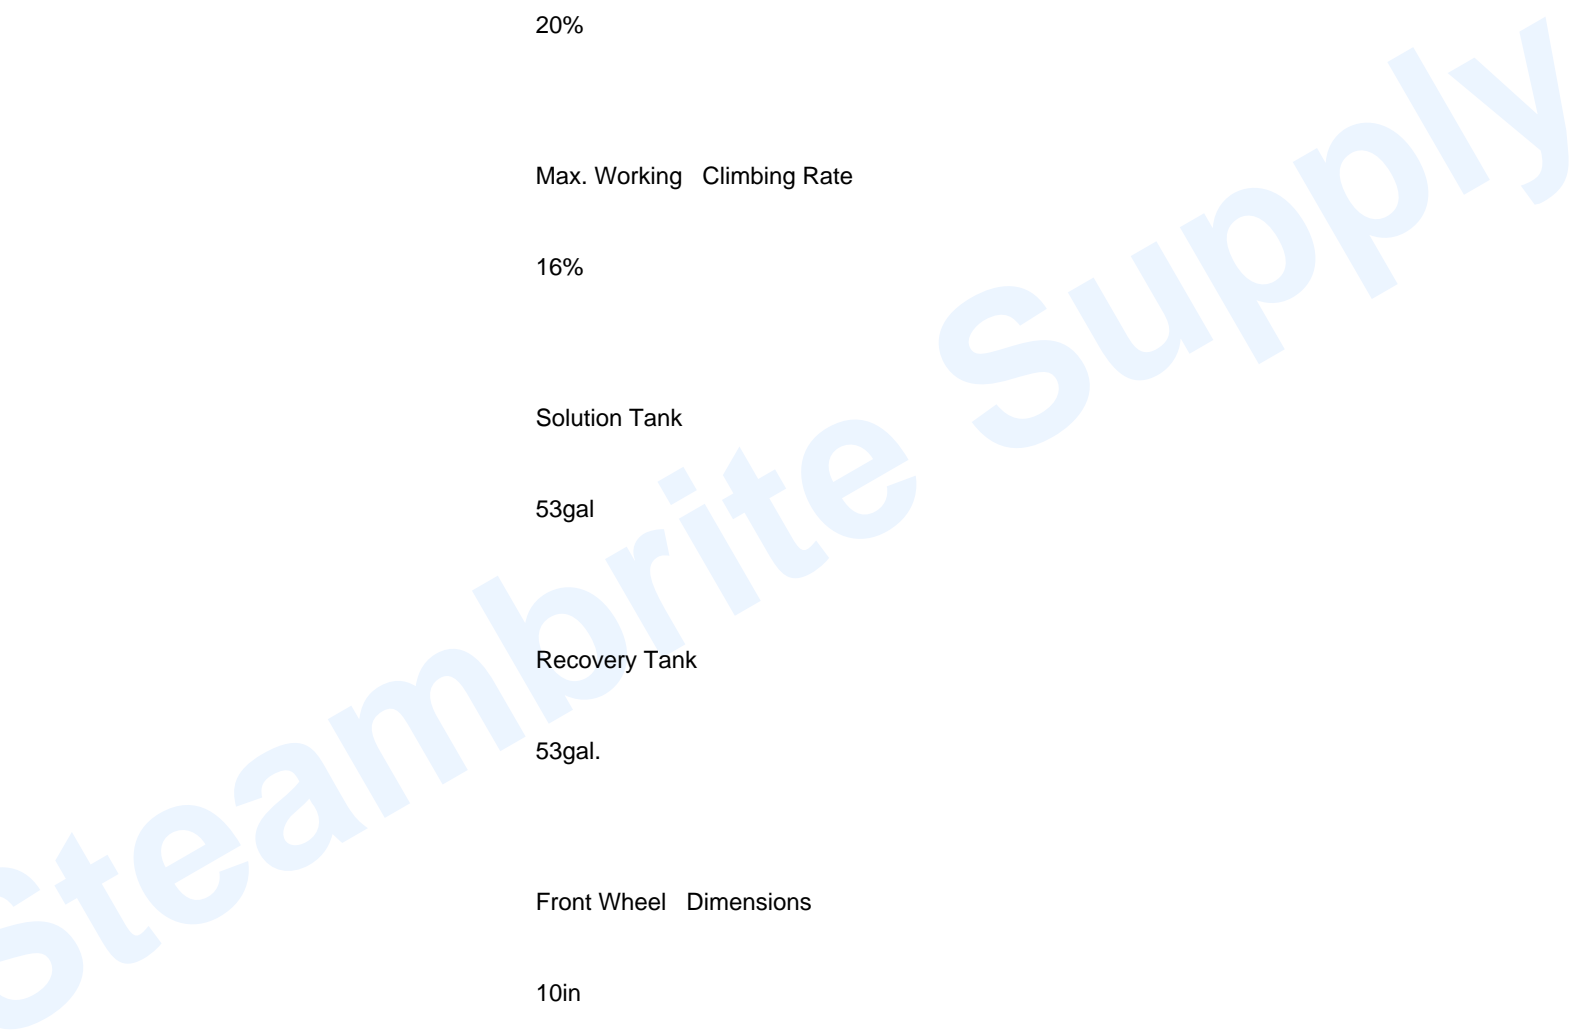 20%
Max. Working   Climbing Rate
16%
Solution Tank
53gal
Recovery Tank
53gal.
Front Wheel   Dimensions
10in
Steambrite Supply